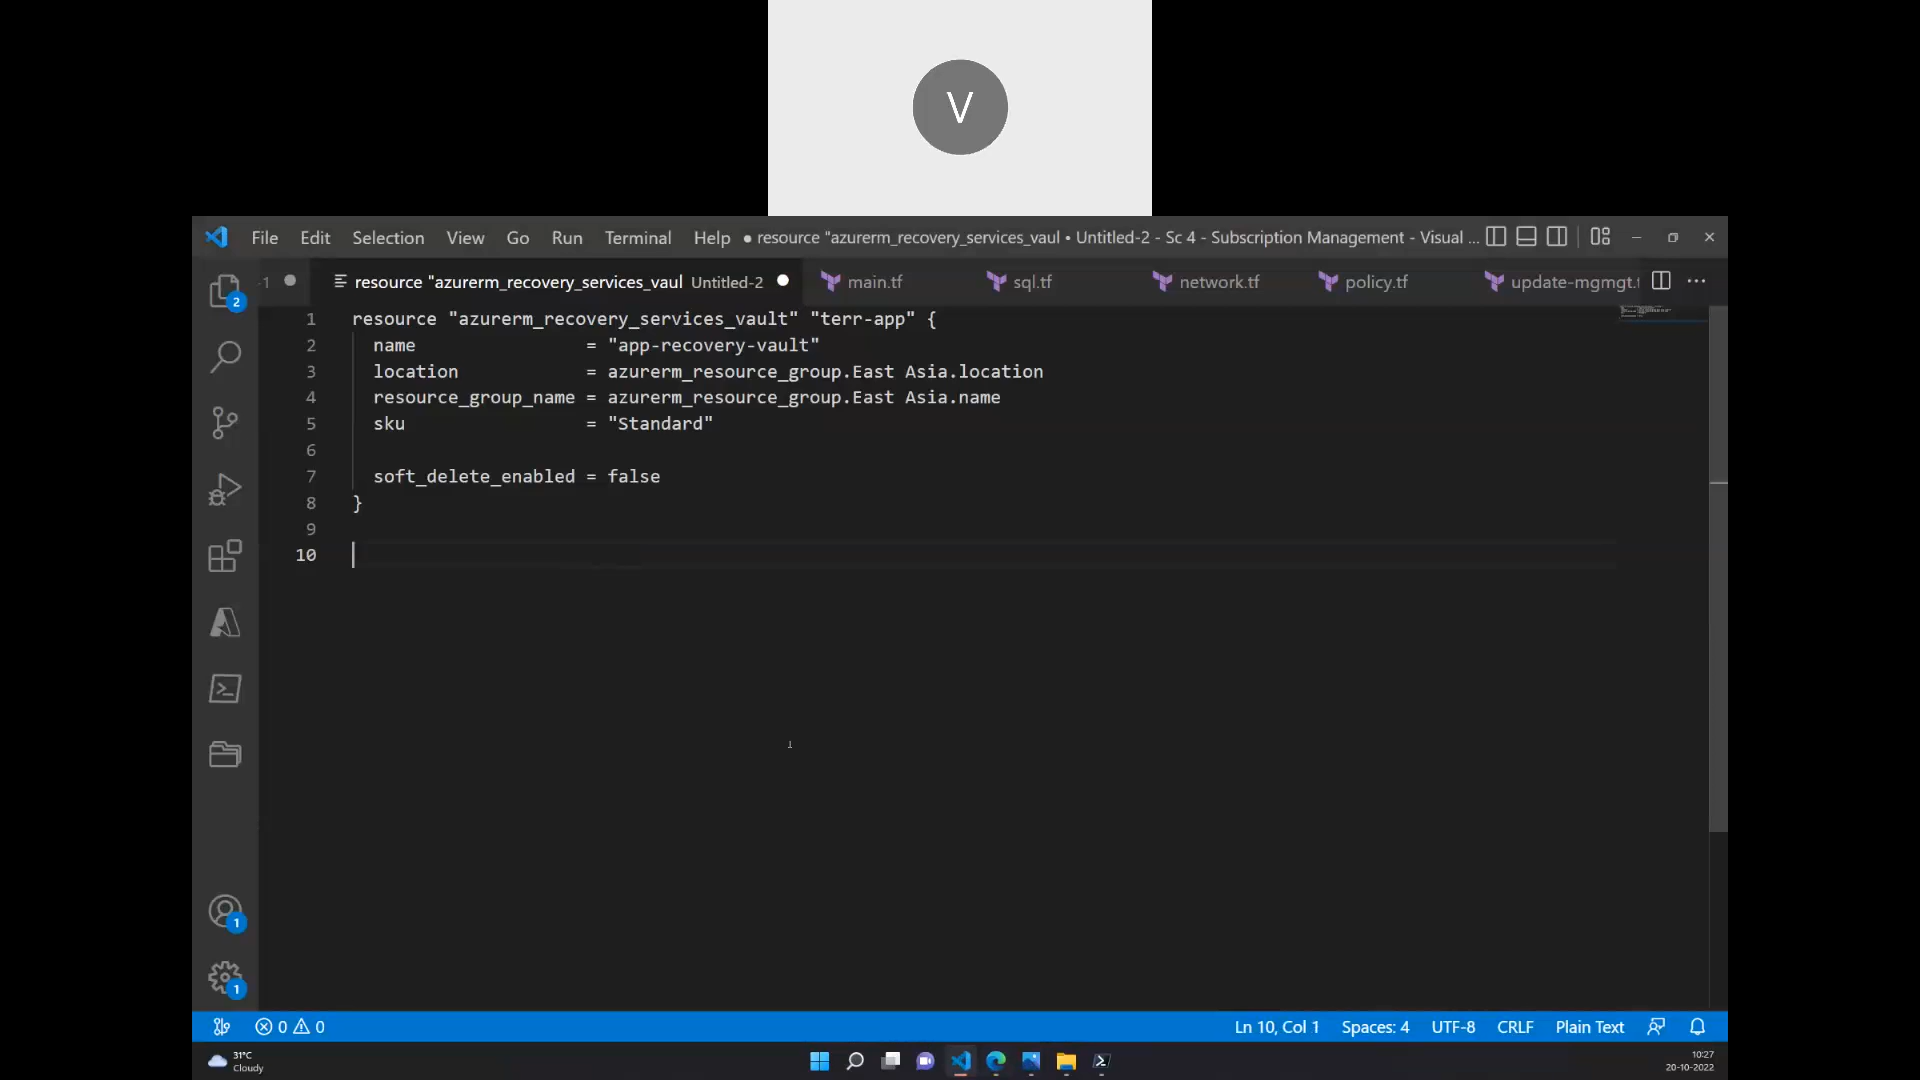 V
File Edit Selection View Go Run Terminal Help ● resource "azurerm_recovery_services_vaul • Untitled-2 - Sc 4 - Subscription Management - Visual ...
-1 resource "azurerm_recovery_services_vaul Untitled-2 main.tf sql.tf network.tf policy.tf update-mgmgt.t
2
1 resource "azurerm_recovery_services_vault" "terr-app" {
2 name = "app-recovery-vault"
3 location = azurerm_resource_group.East Asia.location
4 resource_group_name = azurerm_resource_group.East Asia.name
5 sku = "Standard"
6
7 soft_delete_enabled = false
8 }
9
10
1
1
0 0 Ln 10, Col 1 Spaces: 4 UTF-8 CRLF Plain Text
31°C
Cloudy
10:27
20-10-2022